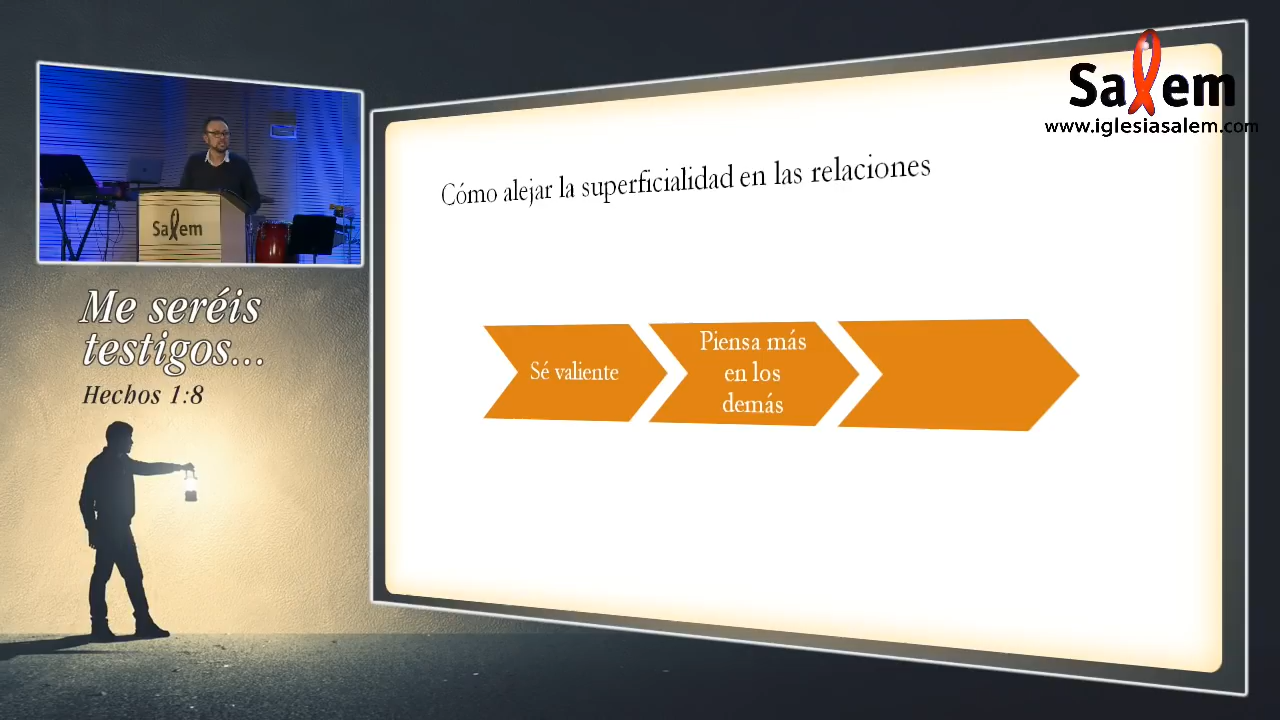 Salem
www.iglesiasalem.com
Cómo alejar la superficialidad en las relaciones
Salem
Me seréis
testigos...
Hechos 1:8
Sé valiente
Piensa más
en los
demás